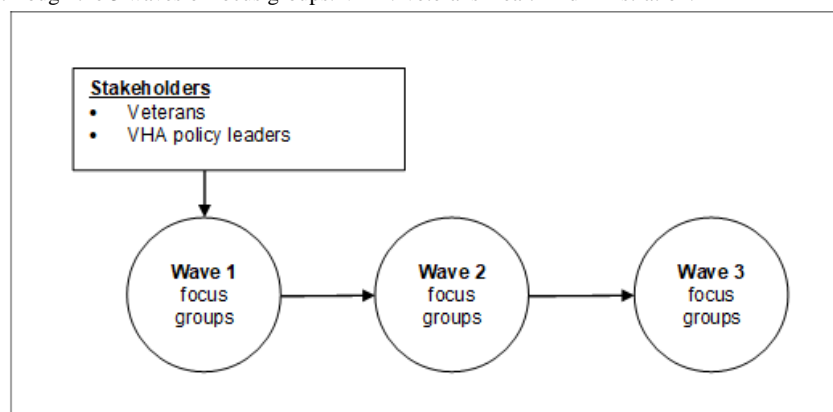 Stakeholders
• Veterans
• VHA policy leaders
Wave 1
focus
groups
Wave 2
focus
groups
Wave 3
focus
groups